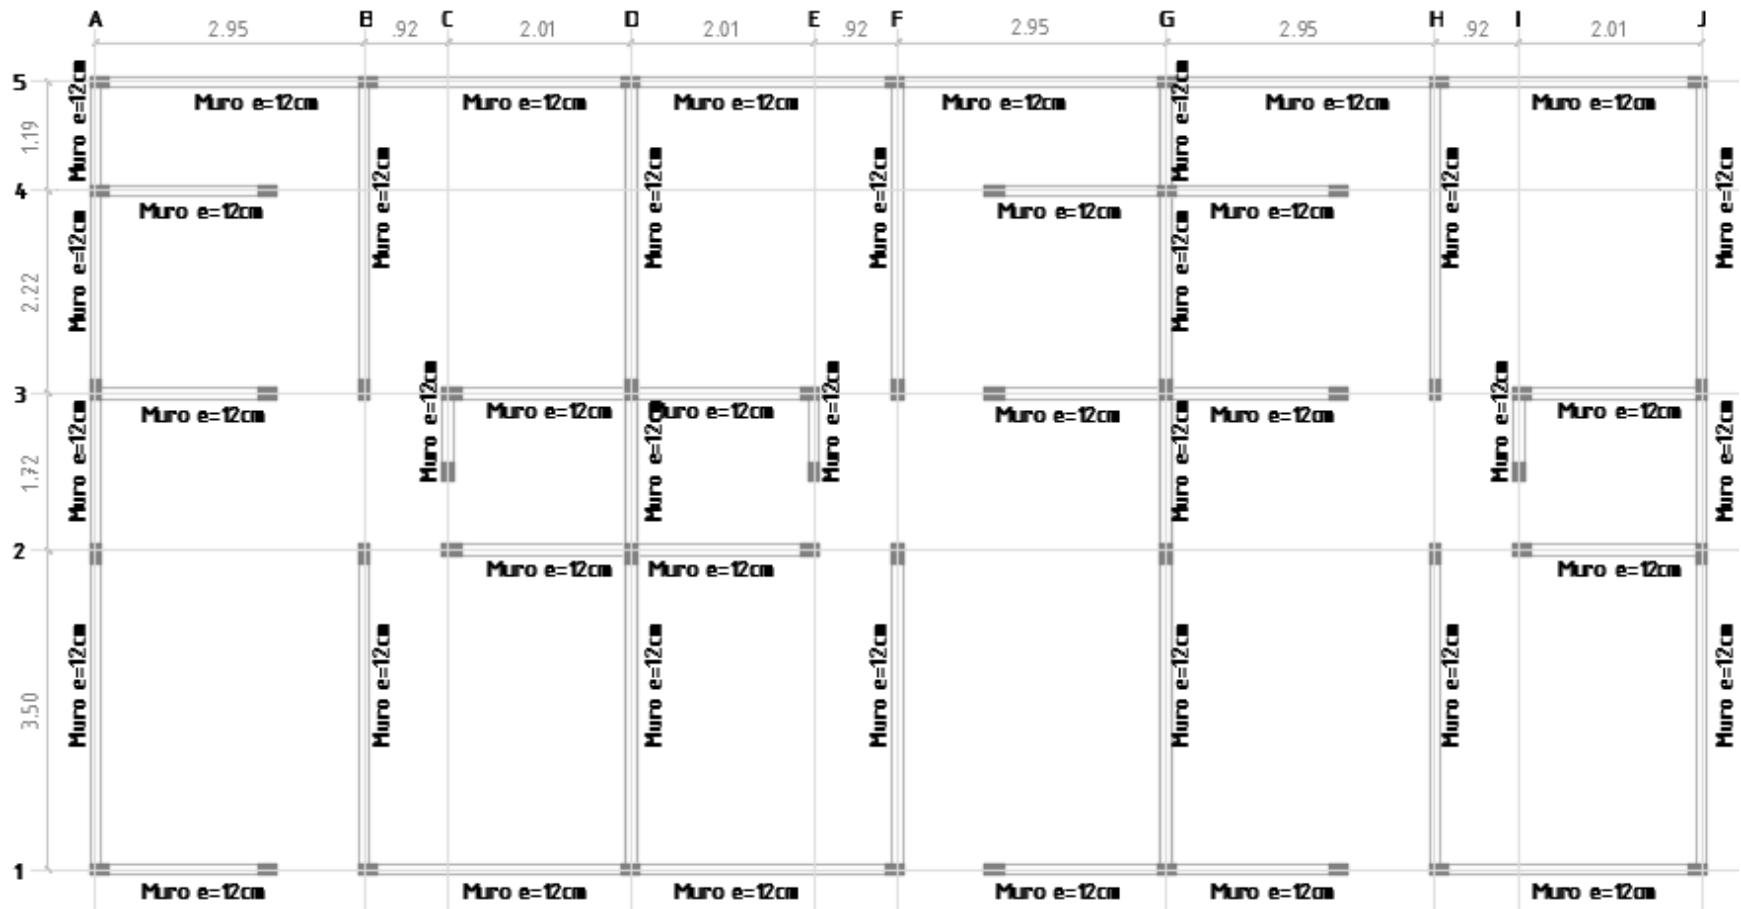 A B C D E F G H I J
2.95 .92 2.01 2.01 .92 2.95 2.95 .92 2.01
5
Muro e=12cm Muro e=12cm Muro e=12cm Muro e=12cm Muro e=12cm Muro e=12cm
Muro e=12cm Muro e=12cm
1.19
Muro e=12cm Muro e=12cm Muro e=12cm Muro e=12cm Muro e=12cm
4
Muro e=12cm Muro e=12cm Muro e=12cm
Muro e=12cm Muro e=12cm
2.22
3
Muro e=12cm Muro e=12cm Muro e=12cm Muro e=12cm Muro e=12cm Muro e=12cm
Muro e=12cm Muro e=12cm Muro e=12cm
Muro e=12cm Muro e=12cm Muro e=12cm Muro e=12cm
1.72
2
Muro e=12cm Muro e=12cm Muro e=12cm
3.50
Muro e=12cm Muro e=12cm Muro e=12cm Muro e=12cm Muro e=12cm Muro e=12cm Muro e=12cm
1
Muro e=12cm Muro e=12cm Muro e=12cm Muro e=12cm Muro e=12cm